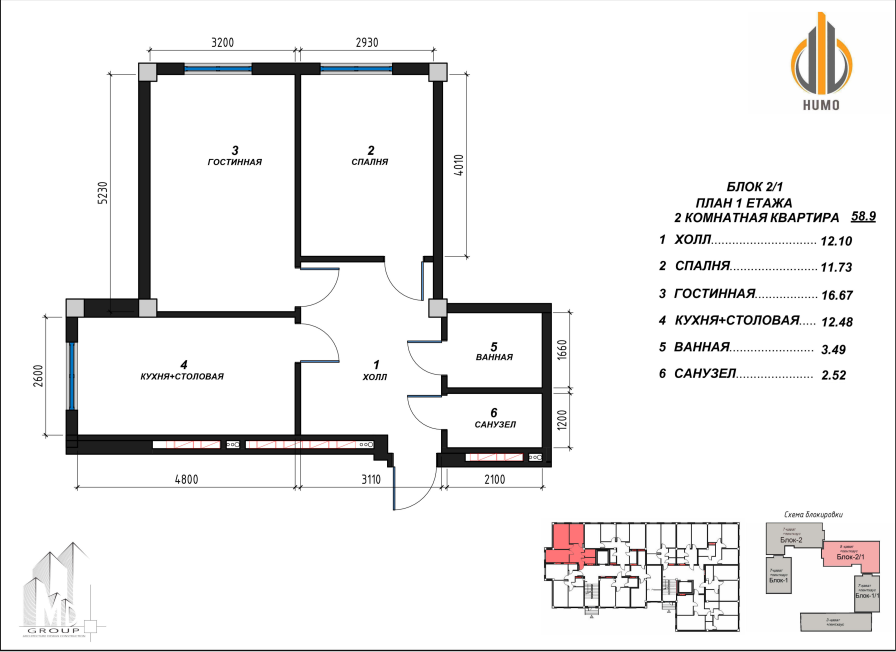 3200
2930
HUMO
5230
4010
3
ГОСТИННАЯ
2
СПАЛНЯ
БЛОК 2/1
ПЛАН 1 ЕТАЖА
2 КОМНАТНАЯ КВАРТИРА 58.9
1 ХОЛЛ............................ 12.10
2 СПАЛНЯ....................... 11.73
3 ГОСТИННАЯ................. 16.67
4 КУХНЯ+СТОЛОВАЯ..... 12.48
5 ВАННАЯ....................... 3.49
6 САНУЗЕЛ..................... 2.52
2600
4
КУХНЯ+СТОЛОВАЯ
1
ХОЛЛ
5
ВАННАЯ
1660
6
САНУЗЕЛ
1200
4800
3110
2100
Схема Блокировки
Блок-2
Блок-2/1
Блок-1
Блок-1/1
MD
GROUP